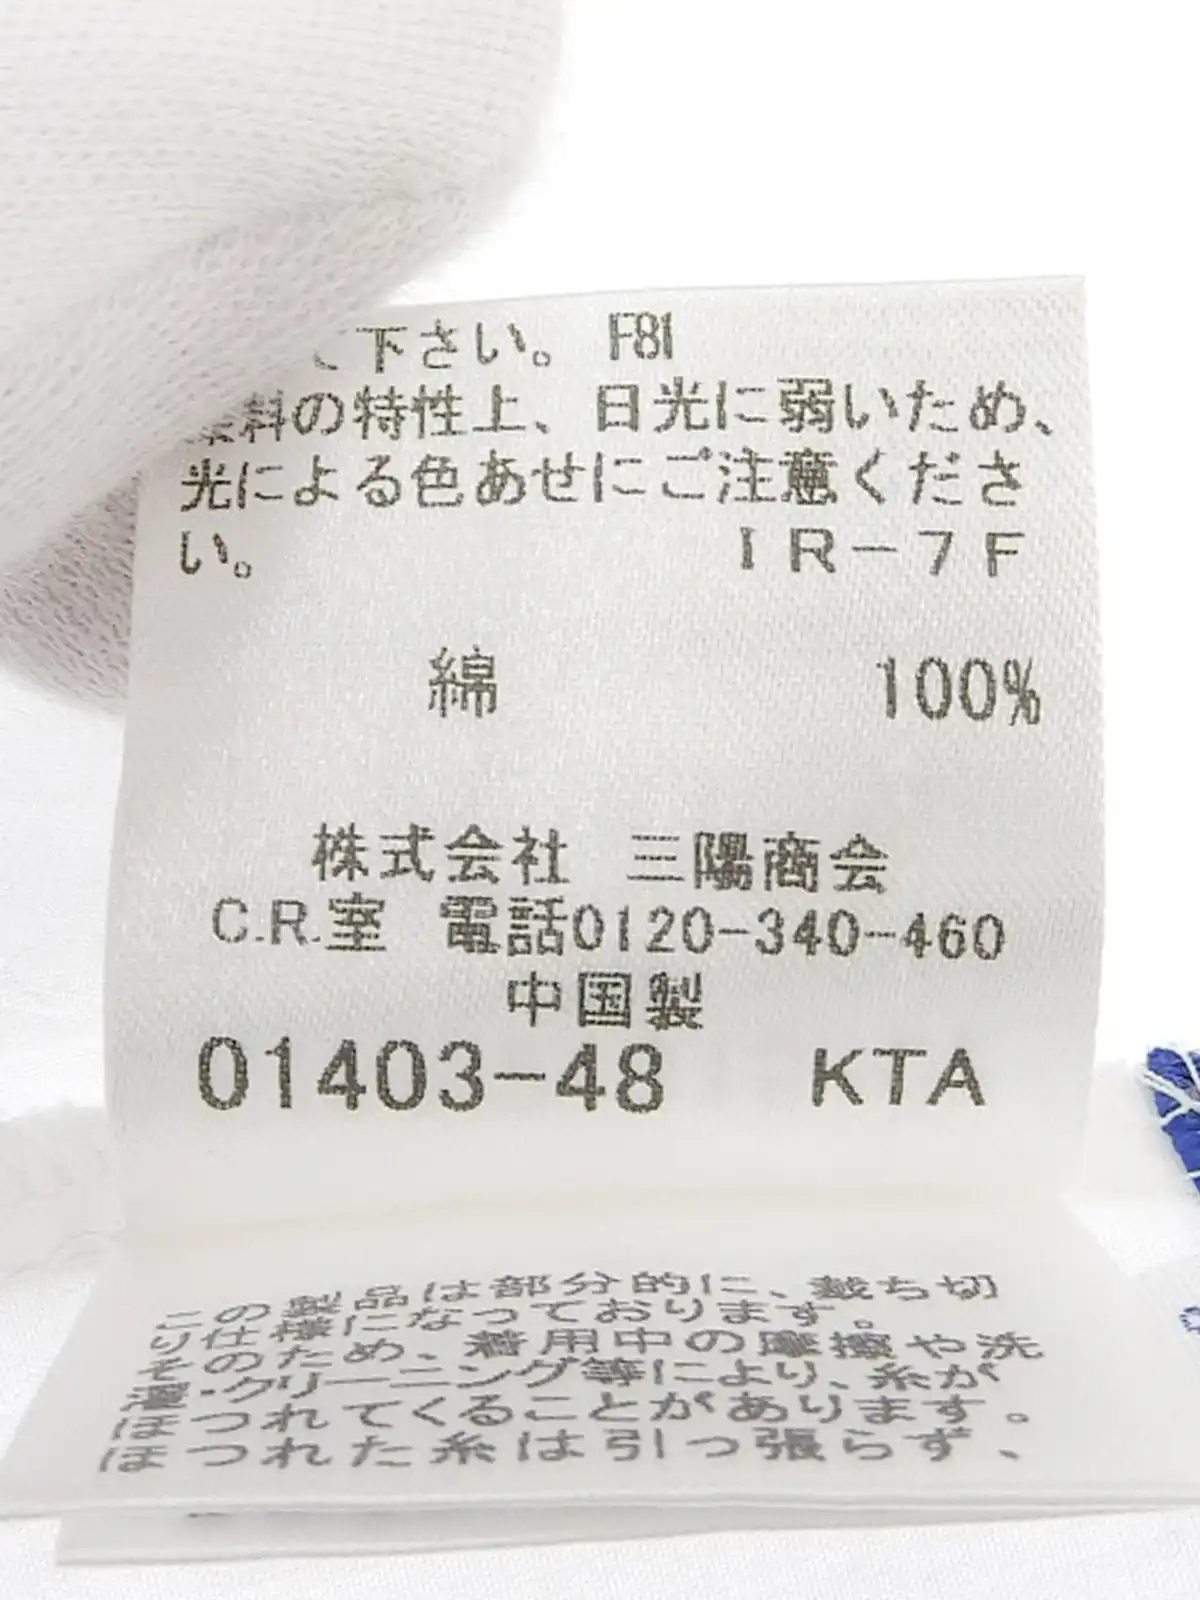 下さい。 F81
料の特性上、日光に弱いため、
光による色あせにご注意くださ
い。 IR-7F
綿 100%
株式会社 三陽商会
C.R.室 電話0120-340-460
中国製
01403-48 KTA
この製品は部分的に、裁ち切
り仕様になっております。
そのため、着用中の摩擦や洗
濯・クリーニング等により、糸が
ほつれてくることがあります。
ほつれた糸は引っ張らず、